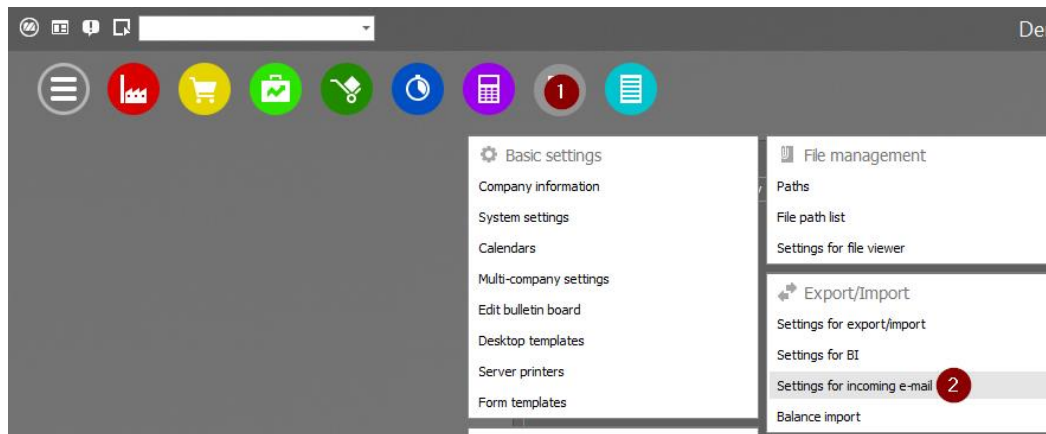 De
1
Basic settings
Company information
System settings
Calendars
Multi-company settings
Edit bulletin board
Desktop templates
Server printers
Form templates
File management
Paths
File path list
Settings for file viewer
Export/Import
Settings for export/import
Settings for BI
Settings for incoming e-mail 2
Balance import